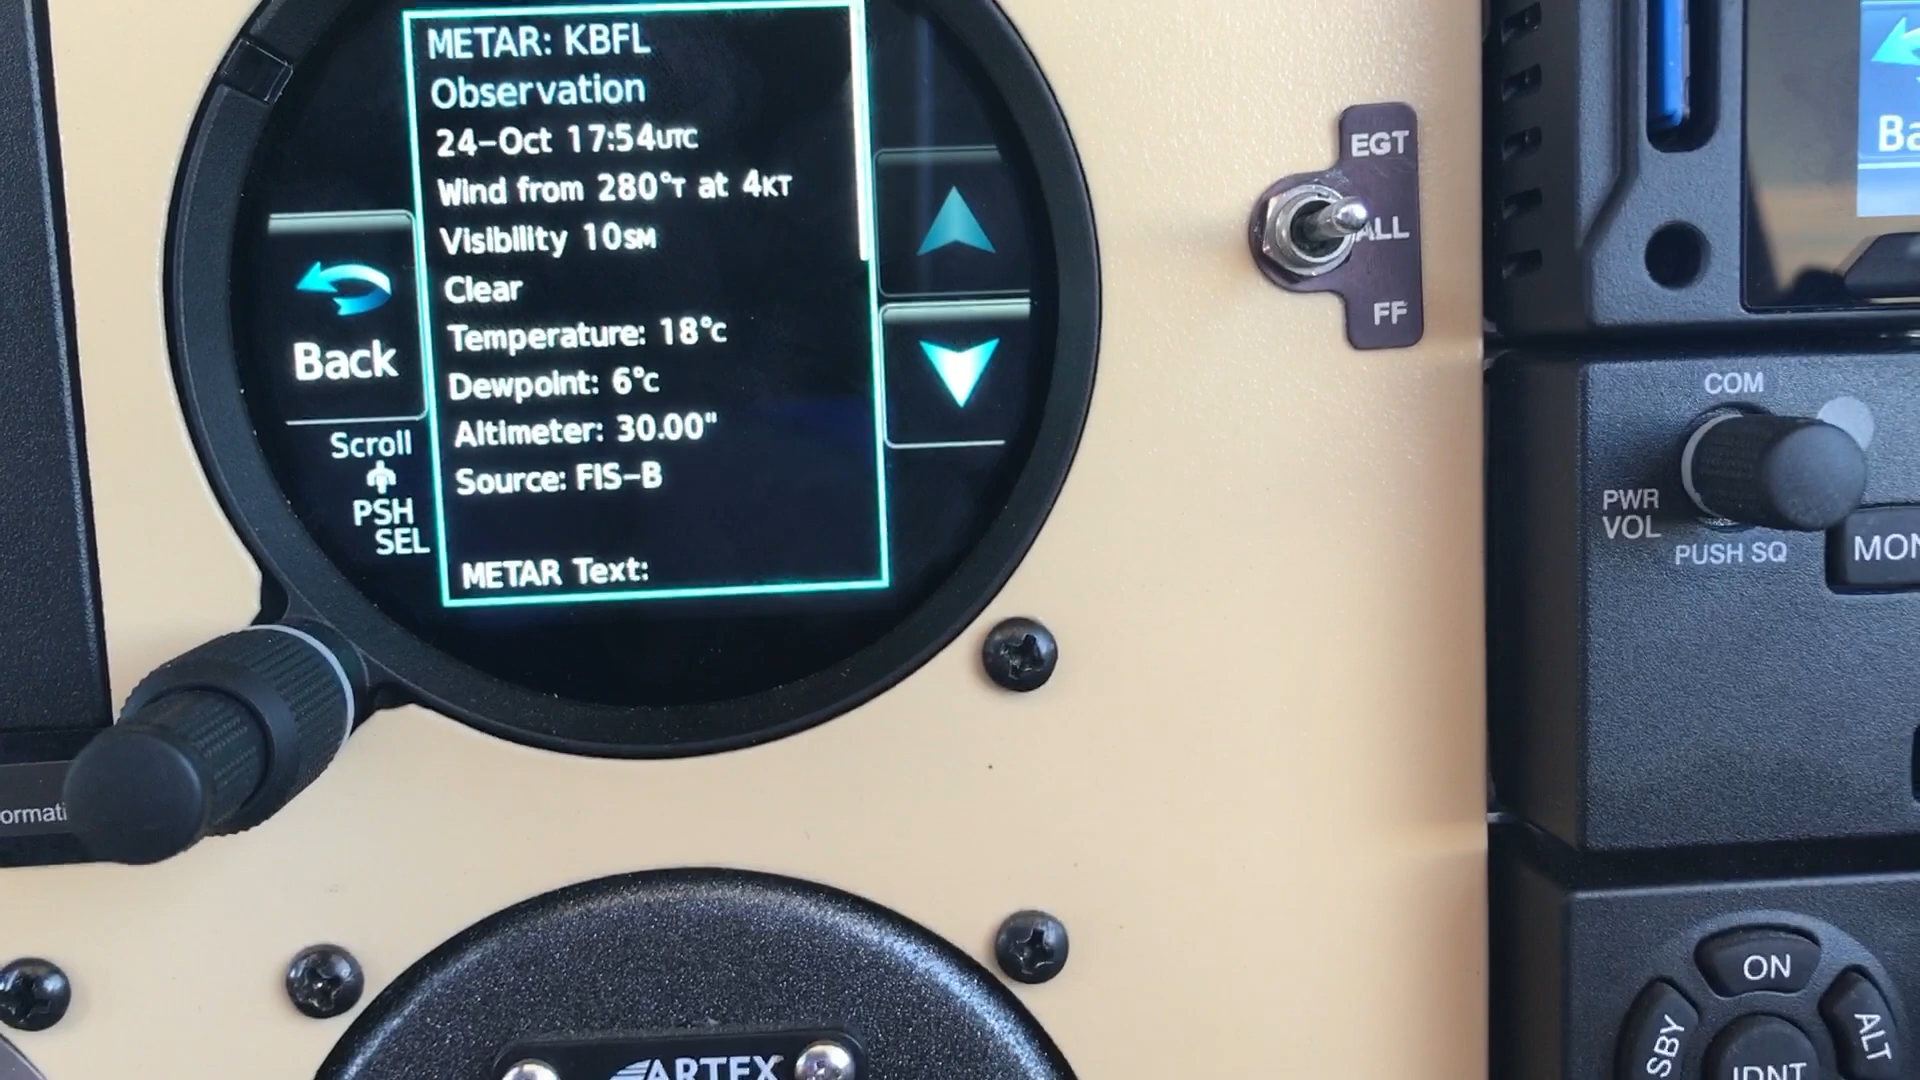 METAR: KBFL
Observation
24-Oct 17:54UTC
Wind from 280°T at 4KT
Visibility 10SM
Clear
Temperature: 18°C
Dewpoint: 6°C
Altimeter: 30.00"
Source: FIS-B
METAR Text:
Back
Scroll
PSH
SEL
EGT
ALL
FF
COM
PWR
VOL
PUSH SQ
ON
SBY
ALT
IDNT
ARTEX